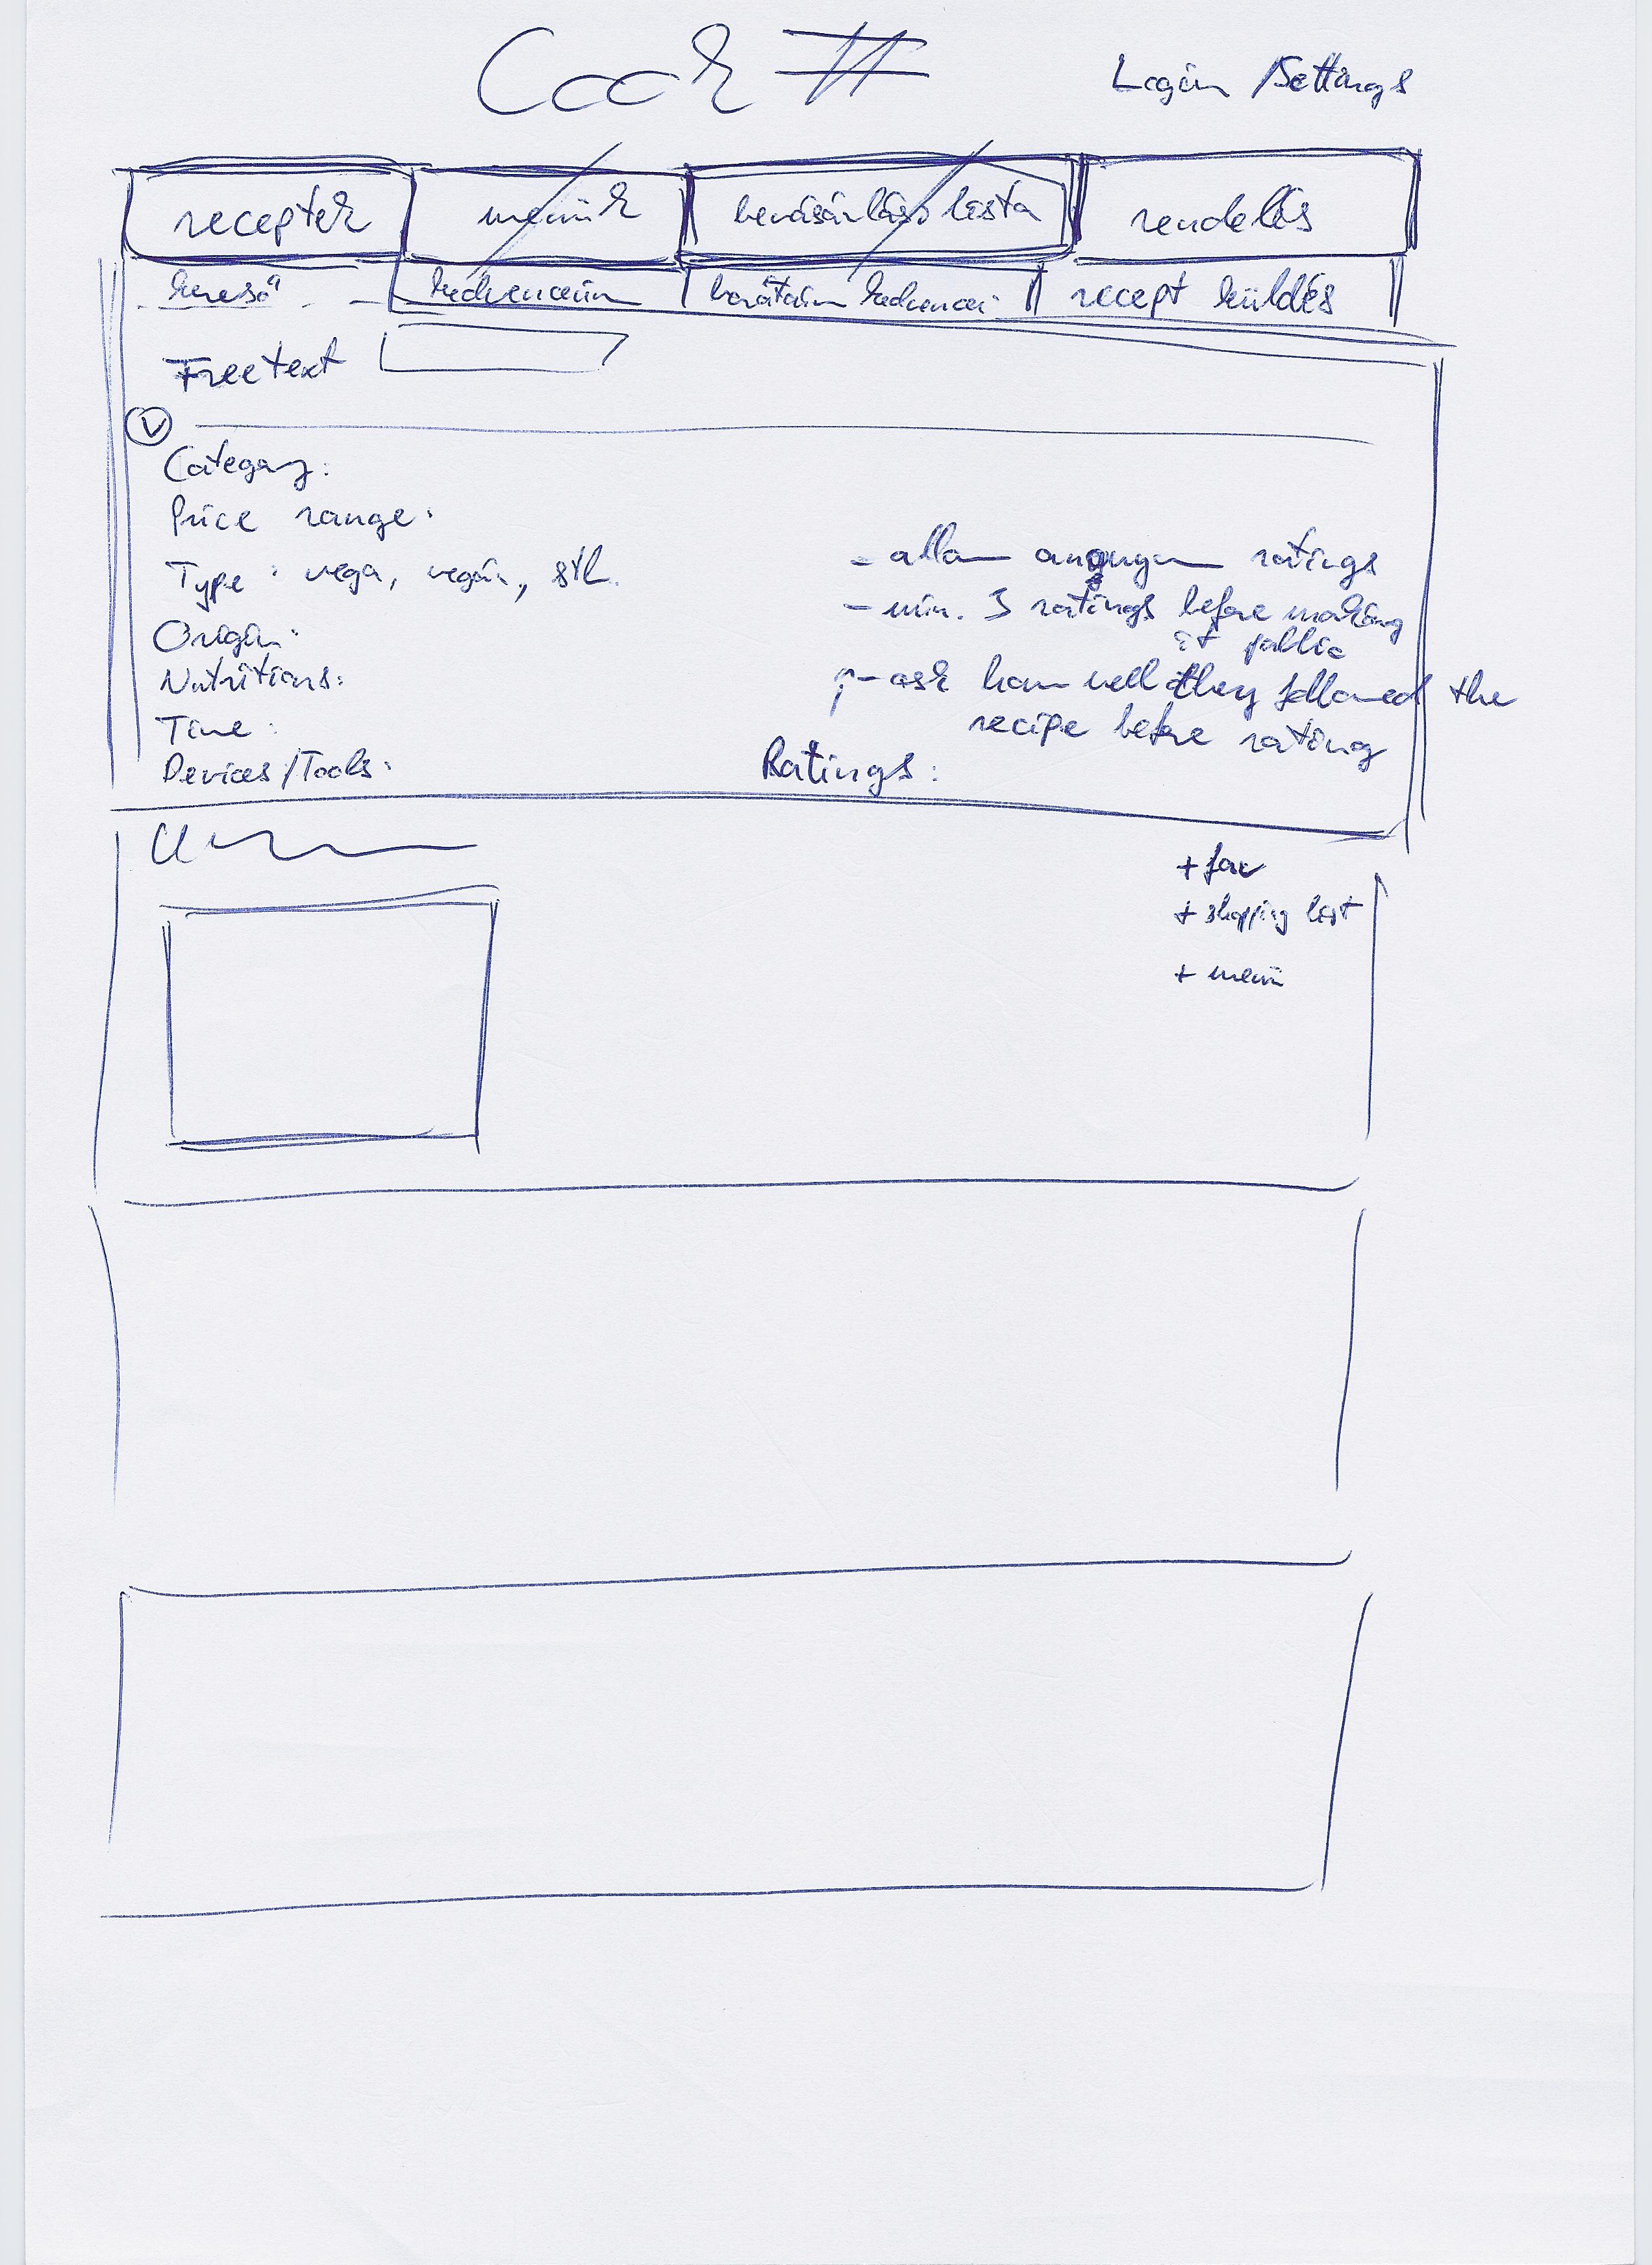 Cook #
Login /Settings
receptek menük bevásárlási lista rendelés
kereső kedvenceim barátaim kedvencei recept küldés
Freetext
V
Category:
Price range:
Type: vega, vegán, stb.
Origin:
Nutritions:
Time:
Devices/Tools:
- allow ratings
- min. 3 ratings before making
it public
- ask how well they followed the
recipe before rating
Ratings:
+ fav
+ shopping list
+ menü